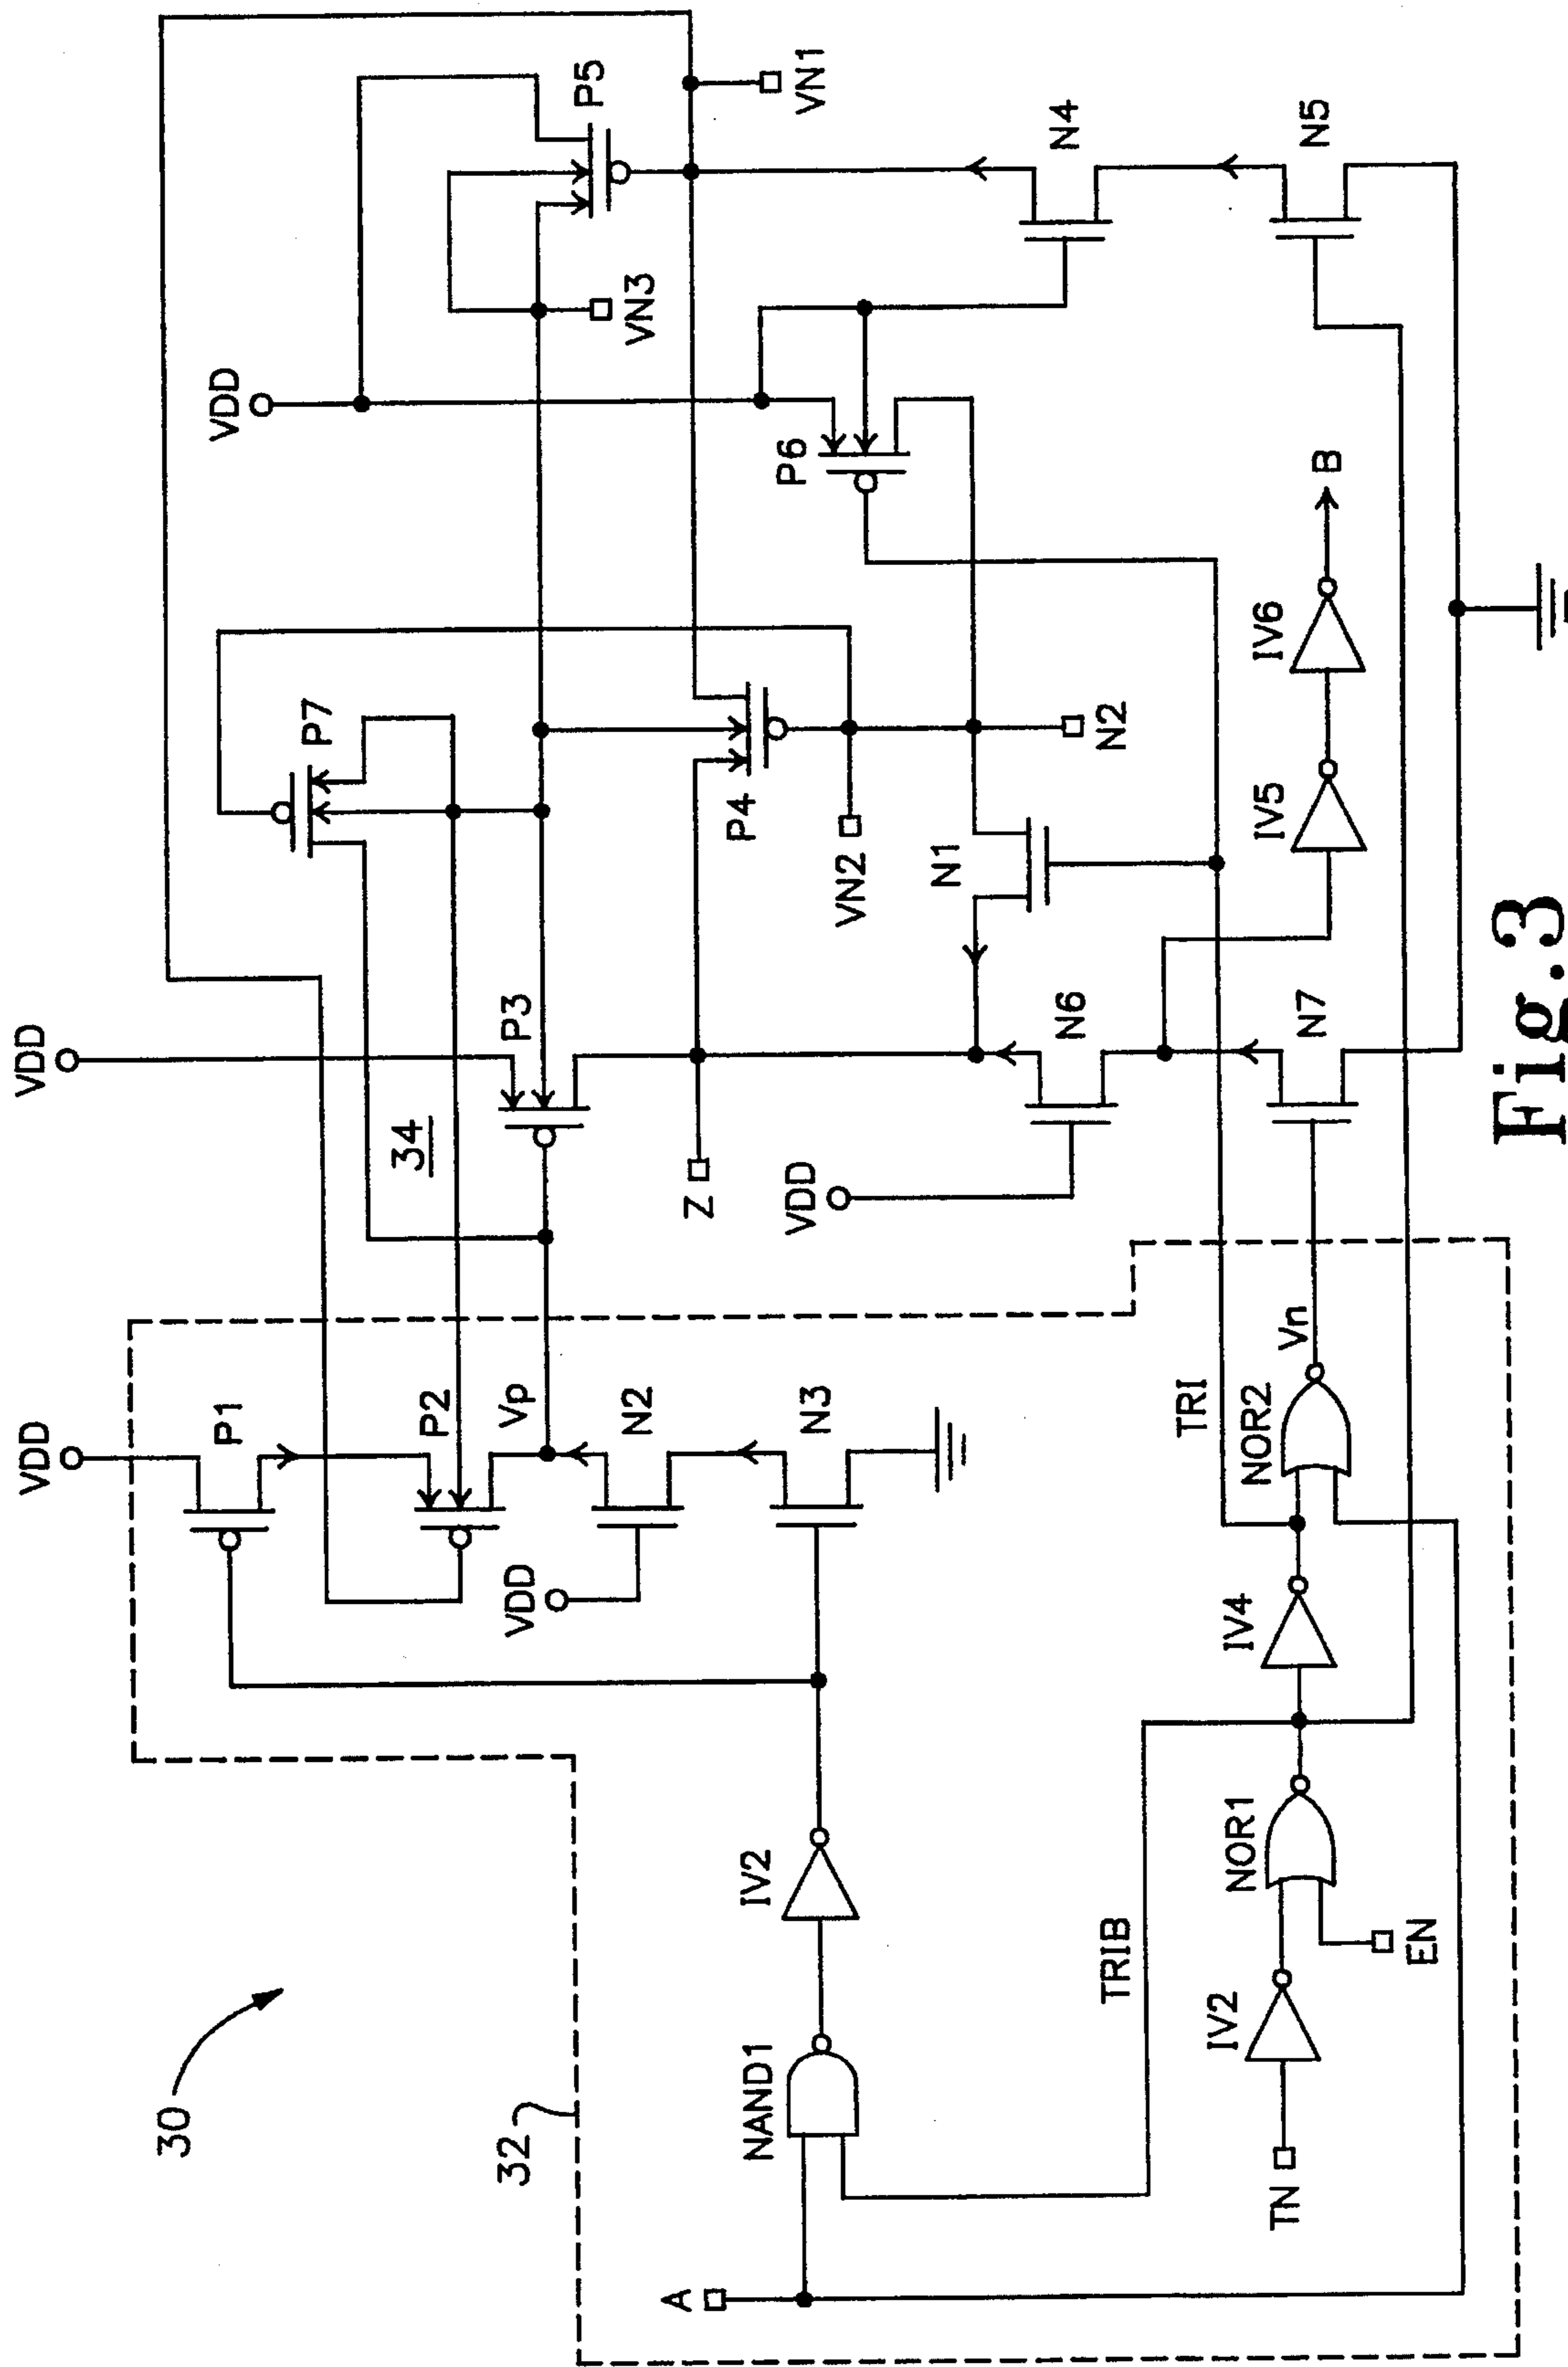 30
32
34
VDD
P1
P2
Vp
N2
N3
VDD
VDD
P3
P7
Z
VDD
N6
N7
P4
VN2
N1
N2
VDD
P6
P5
VN3
VN1
N4
N5
IV5
IV6
B
A
NAND1
IV2
TRIB
TN
IV2
NOR1
EN
IV4
TRI
NOR2
Vn
Fig.3